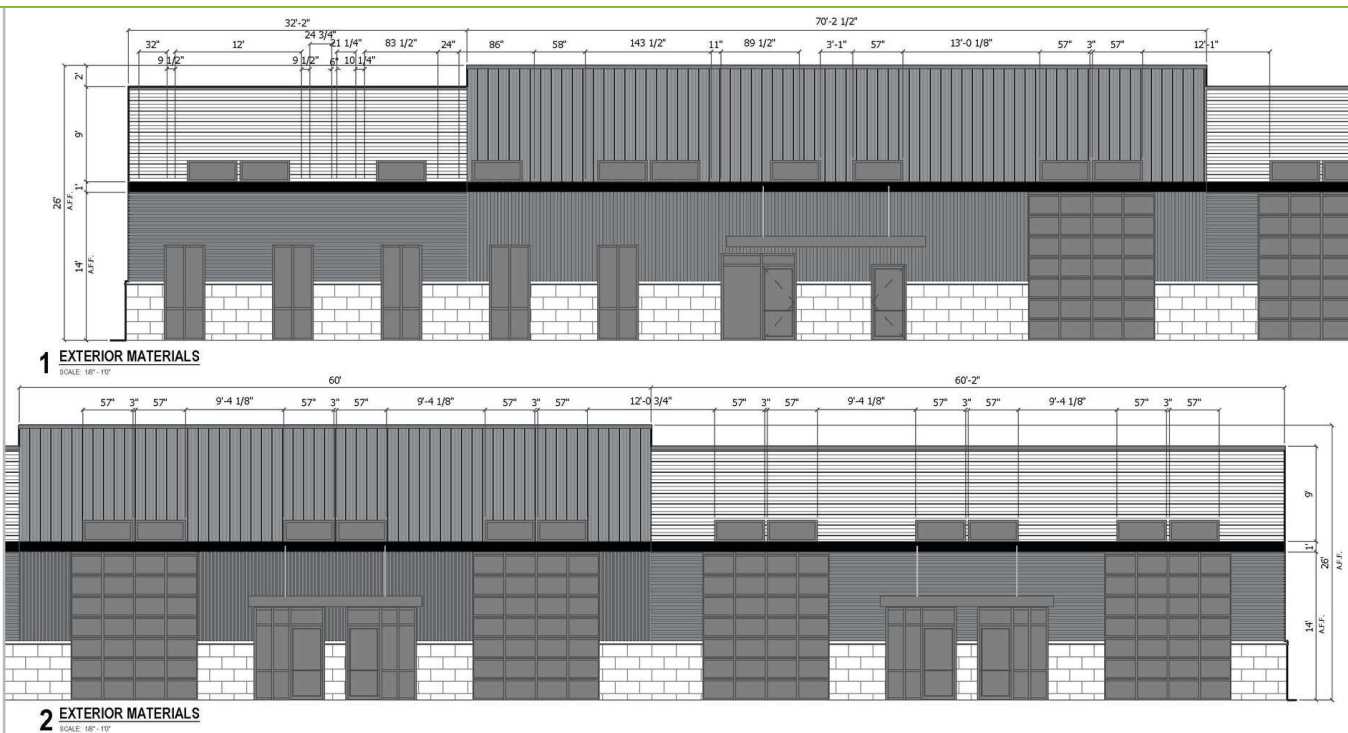 32'-2" 70'-2 1/2"
24 3/4"
32" 12' 21 1/4" 83 1/2" 24" 86" 58" 143 1/2" 11" 89 1/2" 3'-1" 57" 13'-0 1/8" 57" 3" 57" 12'-1"
9 1/2" 9 1/2" 6" 10 1/4"
2'
9'
1'
26'
A.F.F.
14'
A.F.F.
1 EXTERIOR MATERIALS
SCALE: 1/8" - 1'0"
60' 60'-2"
57" 3" 57" 9'-4 1/8" 57" 3" 57" 9'-4 1/8" 57" 3" 57" 12'-0 3/4" 57" 3" 57" 9'-4 1/8" 57" 3" 57" 9'-4 1/8" 57" 3" 57"
9'
1'
26'
A.F.F.
14'
A.F.F.
2 EXTERIOR MATERIALS
SCALE: 1/8" - 1'0"